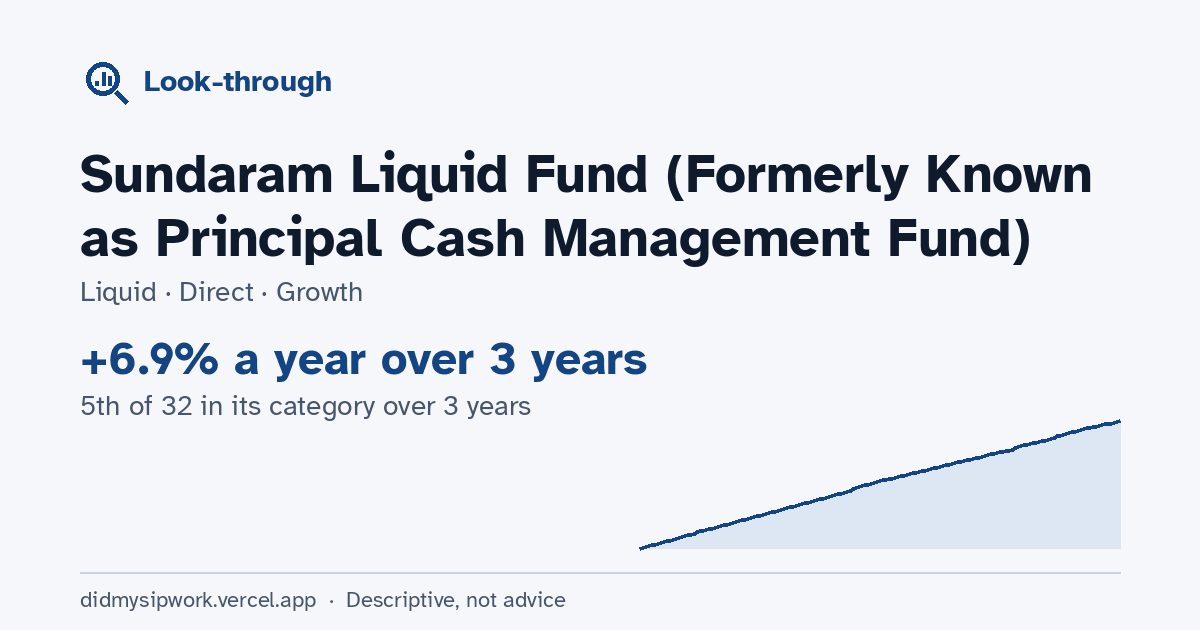 Look-through
Sundaram Liquid Fund (Formerly Known
as Principal Cash Management Fund)
Liquid · Direct · Growth
+6.9% a year over 3 years
5th of 32 in its category over 3 years
didmysipwork.vercel.app · Descriptive, not advice